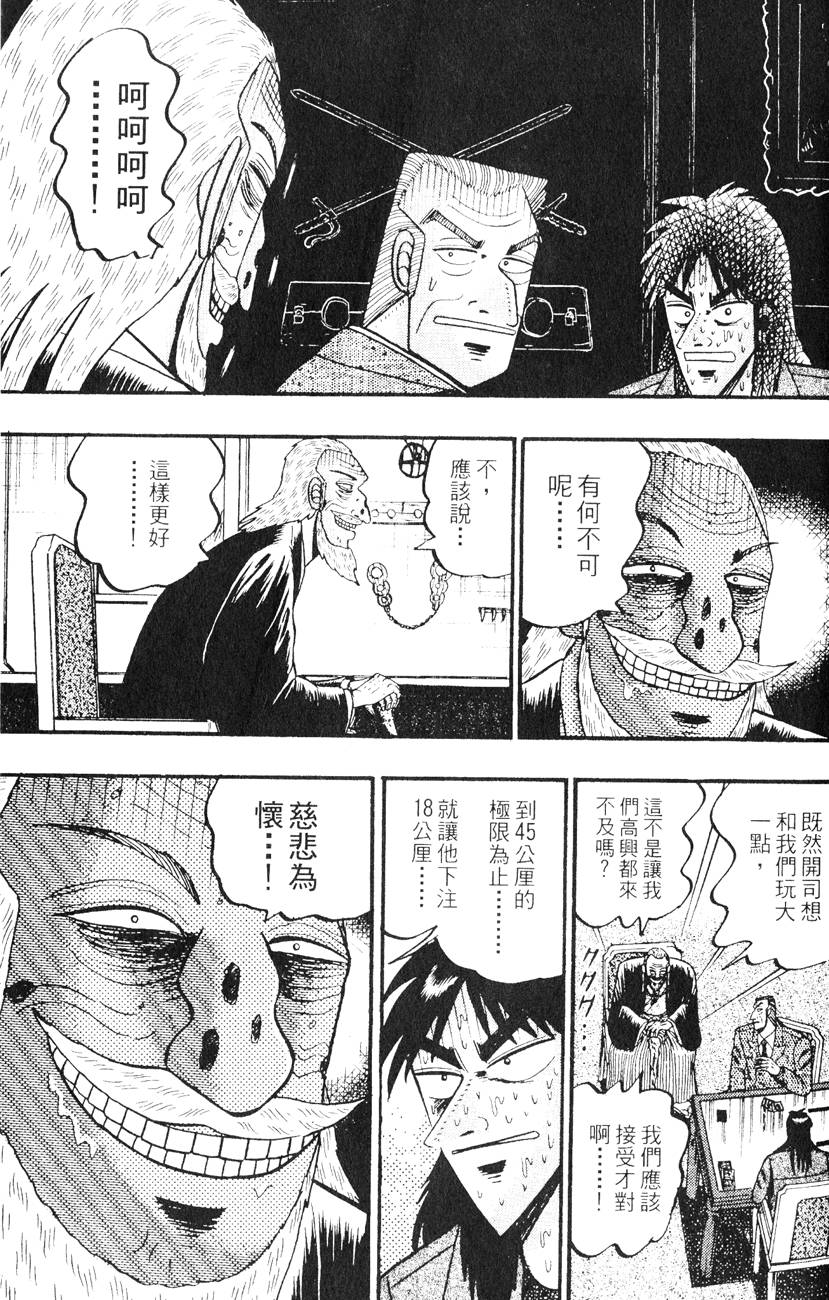 呵呵呵呵
…………！
有何不可
呢……
不，
應該說…
這樣更好
………！
既然開司想
和我們玩大
一點，
這不是讓我
們高興都來
不及嗎？
ククク…
我們應該
接受才對
啊……！
到45公厘的
極限為止……
就讓他下注
18公厘……
慈悲為
懷…！